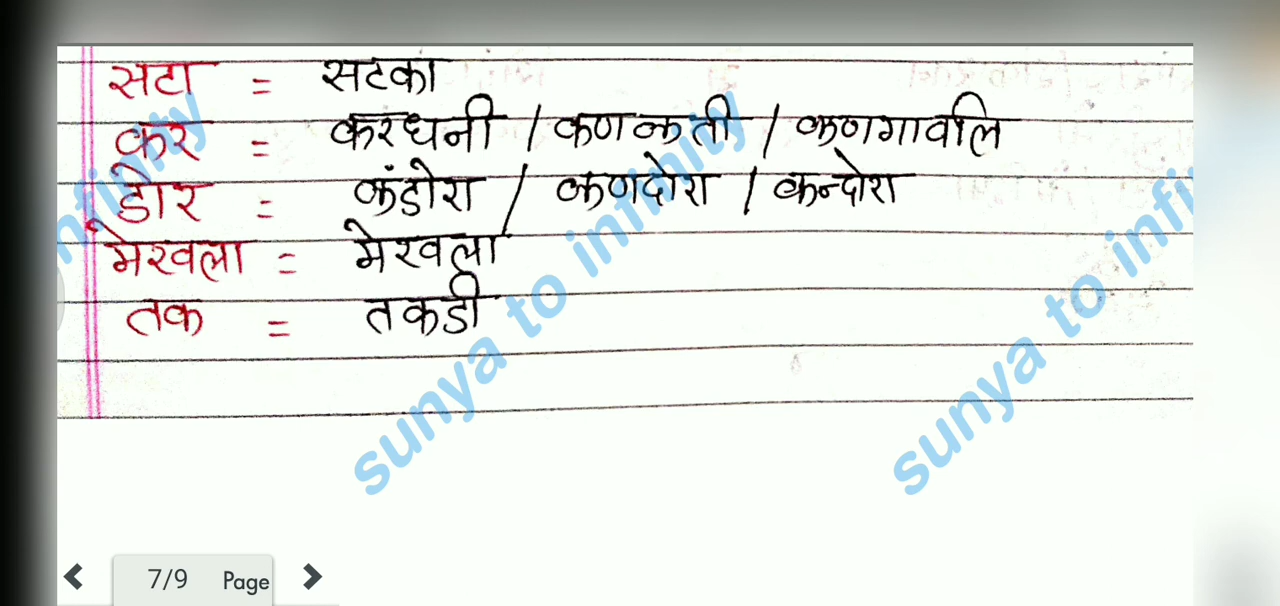 सटा = सटका
कर = करधनी / कणकती / कणगावलि
डोर = कंडोरा / कणदोरा / कन्दोरा
मेखला = मेखला
तक = तकडी
sunya to infinity
sunya to infinity
7/9 Page